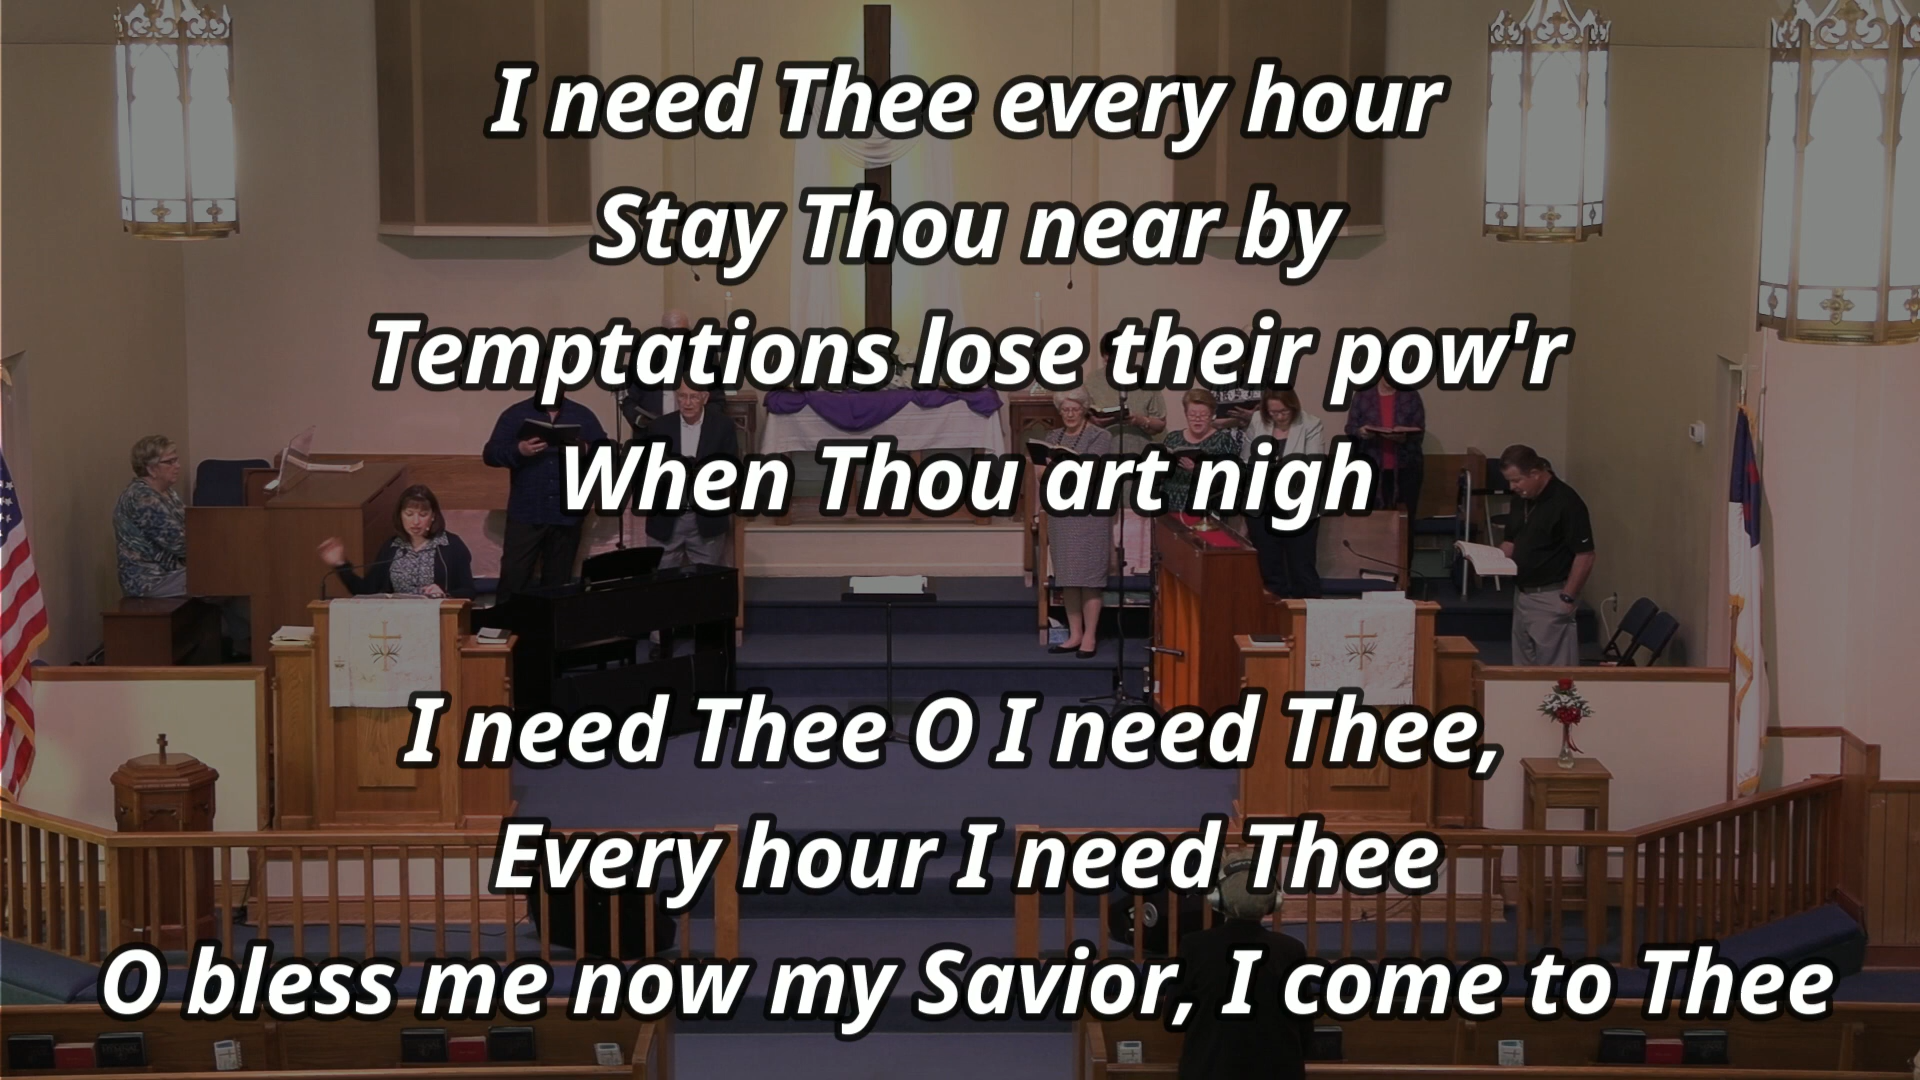 I need Thee every hour
Stay Thou near by
Temptations lose their pow'r
When Thou art nigh
I need Thee O I need Thee,
Every hour I need Thee
O bless me now my Savior, I come to Thee